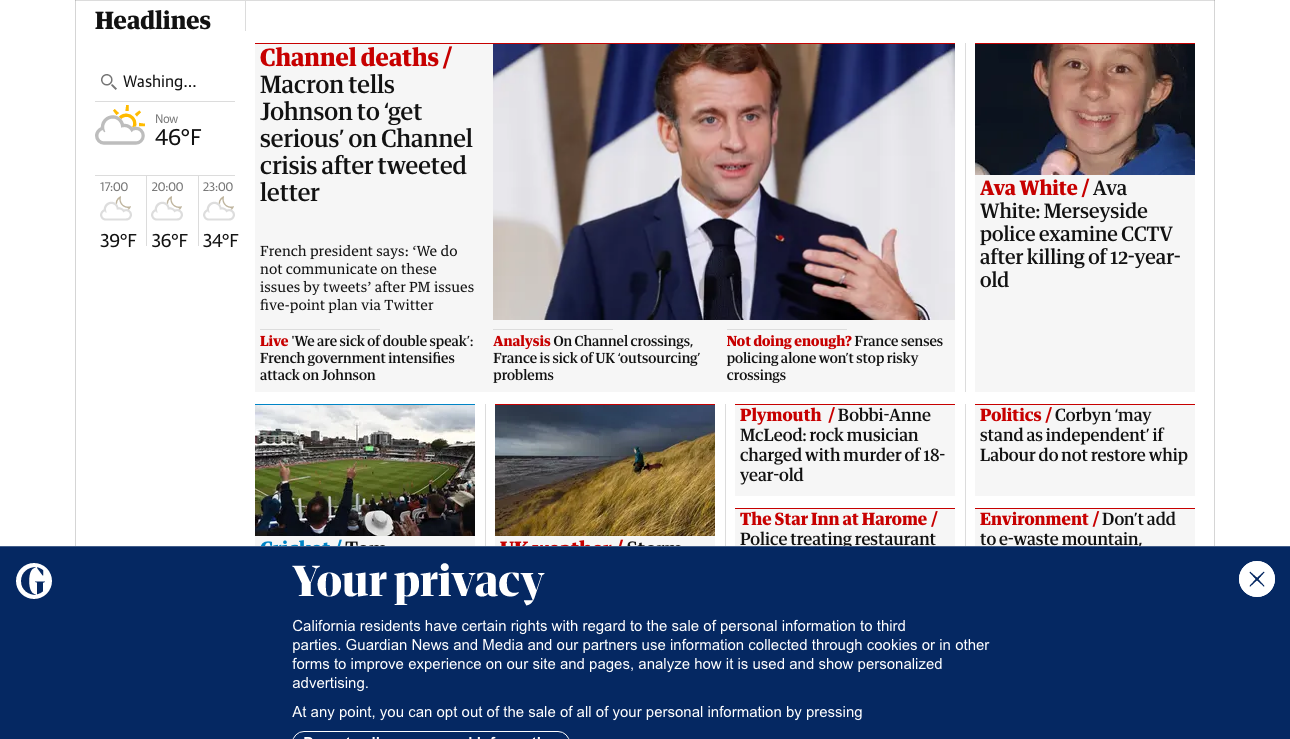 Headlines
Washing...
Now
46°F
17:00
20:00
23:00
39°F
36°F
34°F
Channel deaths /
Macron tells
Johnson to ‘get
serious’ on Channel
crisis after tweeted
letter
French president says: ‘We do
not communicate on these
issues by tweets’ after PM issues
five-point plan via Twitter
Live 'We are sick of double speak’:
French government intensifies
attack on Johnson
Analysis On Channel crossings,
France is sick of UK ‘outsourcing’
problems
Not doing enough? France senses
policing alone won’t stop risky
crossings
Ava White / Ava
White: Merseyside
police examine CCTV
after killing of 12-year-
old
Cricket / Tom
UK weather / Storm
Plymouth / Bobbi-Anne
McLeod: rock musician
charged with murder of 18-
year-old
The Star Inn at Harome /
Police treating restaurant
Politics / Corbyn ‘may
stand as independent’ if
Labour do not restore whip
Environment / Don’t add
to e-waste mountain,
Your privacy
California residents have certain rights with regard to the sale of personal information to third
parties. Guardian News and Media and our partners use information collected through cookies or in other
forms to improve experience on our site and pages, analyze how it is used and show personalized
advertising.
At any point, you can opt out of the sale of all of your personal information by pressing